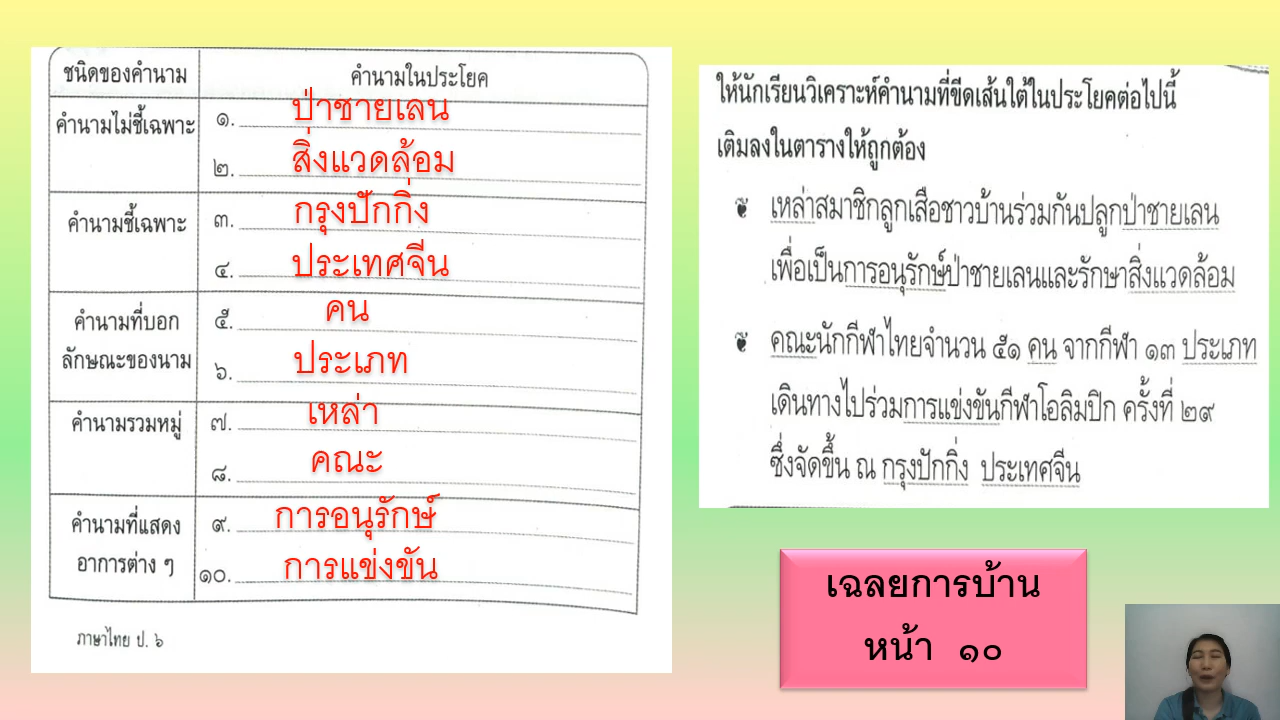 ชนิดของคำนาม คำนามในประโยค
คำนามไม่ชี้เฉพาะ ๑. ป่าชายเลน
๒. สิ่งแวดล้อม
คำนามชี้เฉพาะ ๓. กรุงปักกิ่ง
๔. ประเทศจีน
คำนามที่บอก ๕. คน
ลักษณะของนาม ๖. ประเภท
คำนามรวมหมู่ ๗. เหล่า
๘. คณะ
คำนามที่แสดง ๙. การอนุรักษ์
อาการต่าง ๆ ๑๐. การแข่งขัน
ภาษาไทย ป. ๖
ให้นักเรียนวิเคราะห์คำนามที่ขีดเส้นใต้ในประโยคต่อไปนี้
เติมลงในตารางให้ถูกต้อง
เหล่าสมาชิกลูกเสือชาวบ้านร่วมกันปลูกป่าชายเลน
เพื่อเป็นการอนุรักษ์ป่าชายเลนและรักษาสิ่งแวดล้อม
คณะนักกีฬาไทยจำนวน ๕๑ คน จากกีฬา ๑๓ ประเภท
เดินทางไปร่วมการแข่งขันกีฬาโอลิมปิก ครั้งที่ ๒๙
ซึ่งจัดขึ้น ณ กรุงปักกิ่ง ประเทศจีน
เฉลยการบ้าน
หน้า ๑๐